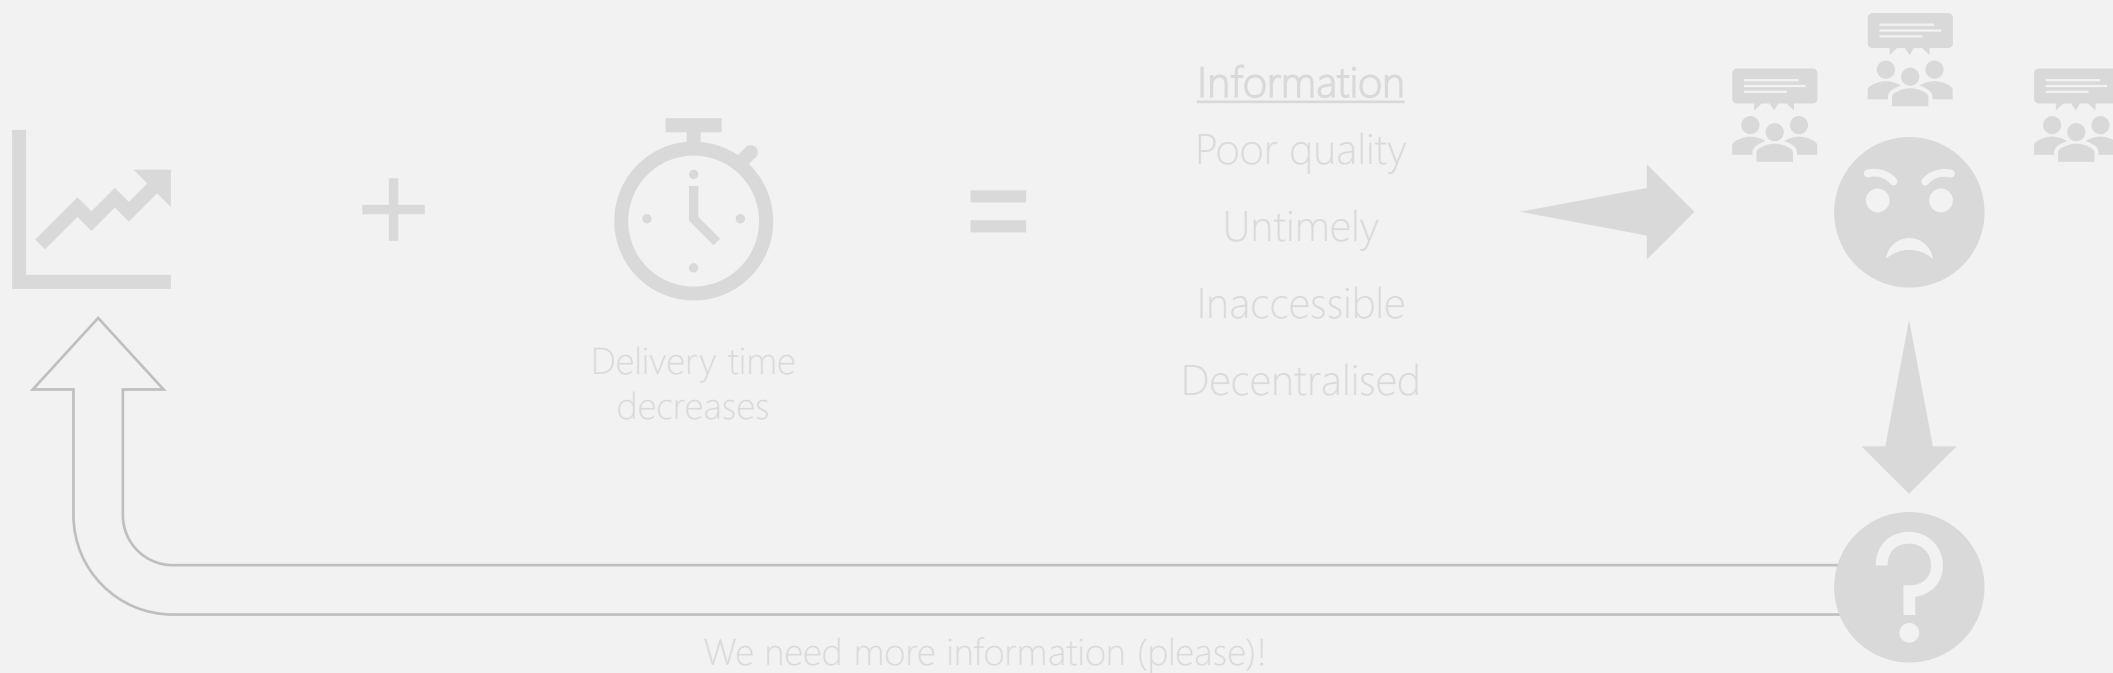 Information
Poor quality
Untimely
Inaccessible
Decentralised
Delivery time
decreases
We need more information (please)!